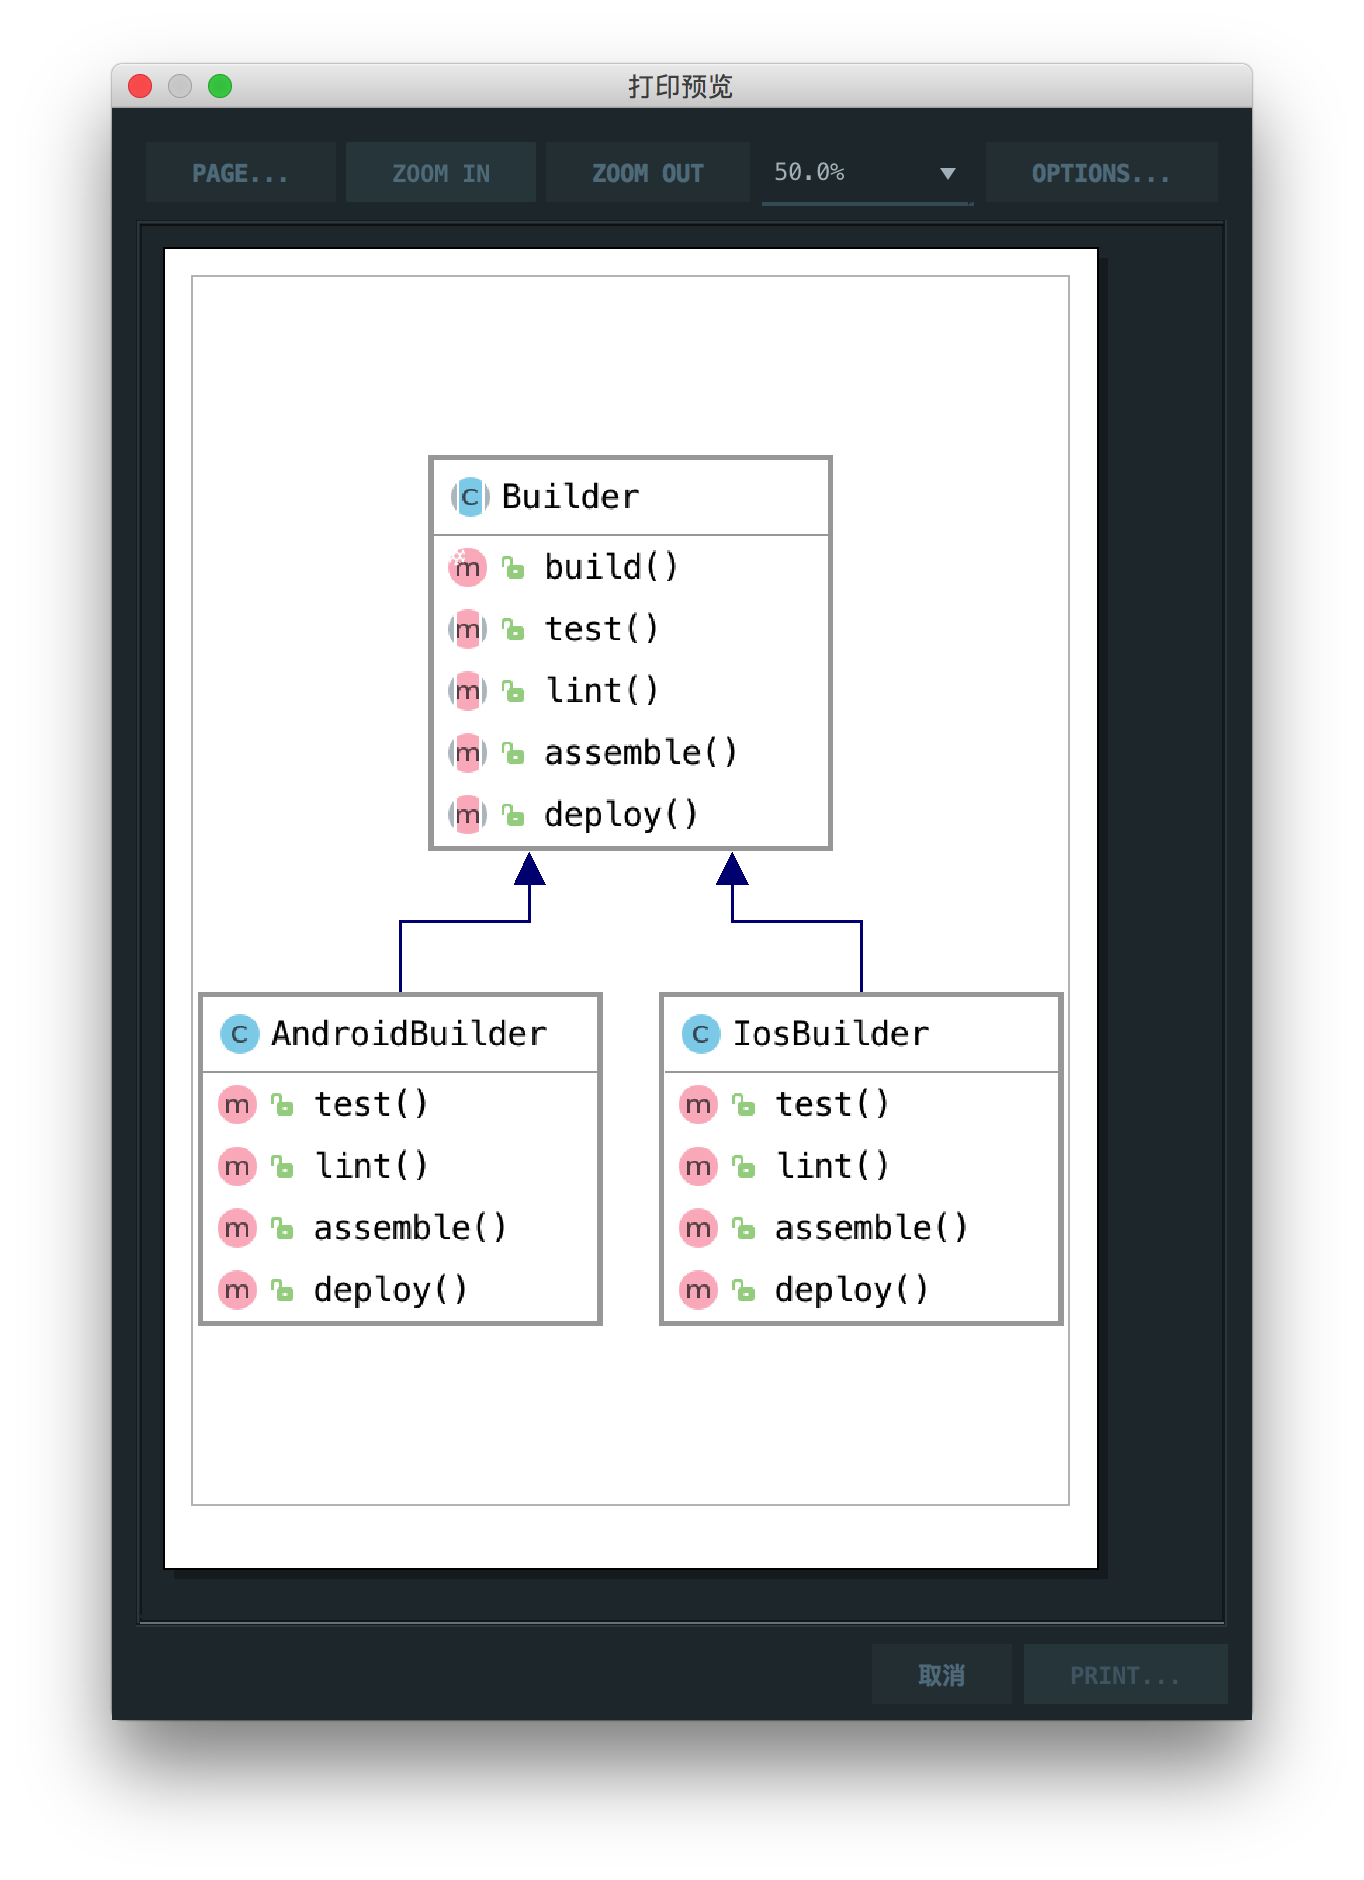 打印预览
PAGE... ZOOM IN ZOOM OUT 50.0% OPTIONS...
C Builder
m build()
m test()
m lint()
m assemble()
m deploy()
C AndroidBuilder
m test()
m lint()
m assemble()
m deploy()
C IosBuilder
m test()
m lint()
m assemble()
m deploy()
取消 PRINT...